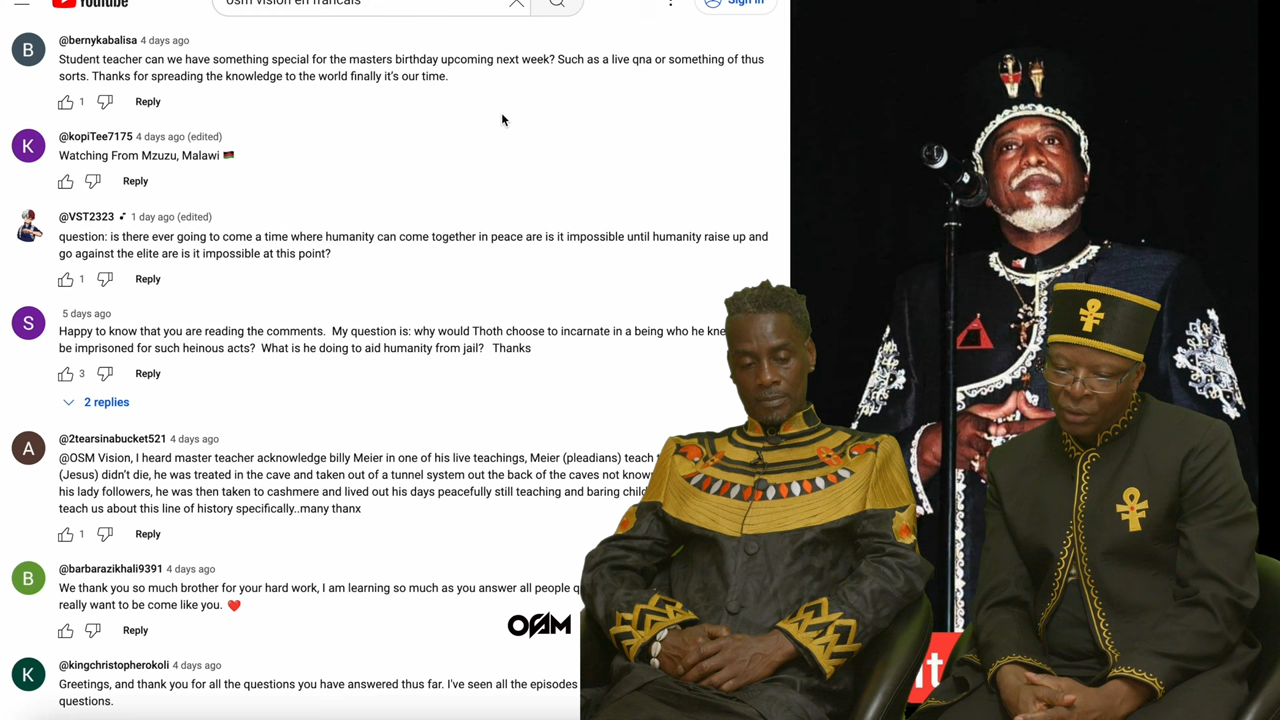 YouTube
osm vision en francais
Sign in
B
@bernykabalisa 4 days ago
Student teacher can we have something special for the masters birthday upcoming next week? Such as a live qna or something of thus
sorts. Thanks for spreading the knowledge to the world finally it's our time.
1 Reply
K
@kopiTee7175 4 days ago (edited)
Watching From Mzuzu, Malawi
Reply
@VST2323 1 day ago (edited)
question: is there ever going to come a time where humanity can come together in peace are is it impossible until humanity raise up and
go against the elite are is it impossible at this point?
1 Reply
S
5 days ago
Happy to know that you are reading the comments. My question is: why would Thoth choose to incarnate in a being who he kne
be imprisoned for such heinous acts? What is he doing to aid humanity from jail? Thanks
3 Reply
2 replies
A
@2tearsinabucket521 4 days ago
@OSM Vision, I heard master teacher acknowledge billy Meier in one of his live teachings, Meier (pleadians) teach
(Jesus) didn't die, he was treated in the cave and taken out of a tunnel system out the back of the caves not know
his lady followers, he was then taken to cashmere and lived out his days peacefully still teaching and baring chil
teach us about this line of history specifically..many thanx
1 Reply
B
@barbarazikhali9391 4 days ago
We thank you so much brother for your hard work, I am learning so much as you answer all people q
really want to be come like you.
Reply
OSM
K
@kingchristopherokoli 4 days ago
Greetings, and thank you for all the questions you have answered thus far. I've seen all the episodes
questions.
it